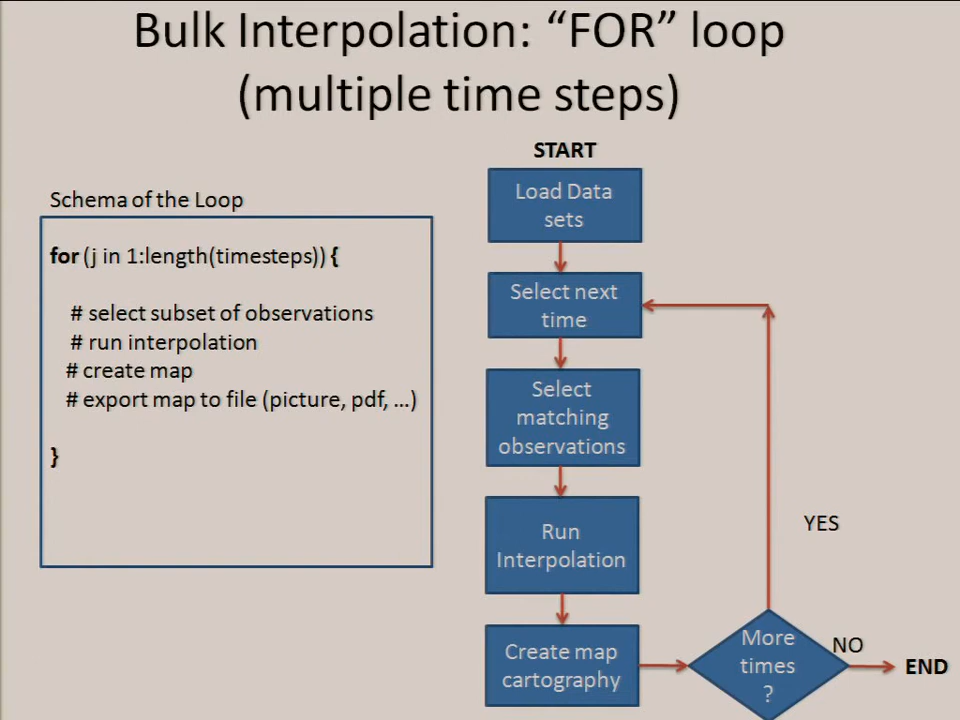 Bulk Interpolation: “FOR” loop
(multiple time steps)
Schema of the Loop
for (j in 1:length(timesteps)) {
# select subset of observations
# run interpolation
# create map
# export map to file (picture, pdf, …)
}
START
Load Data
sets
Select next
time
Select
matching
observations
Run
Interpolation
Create map
cartography
More
times
?
YES
NO
END